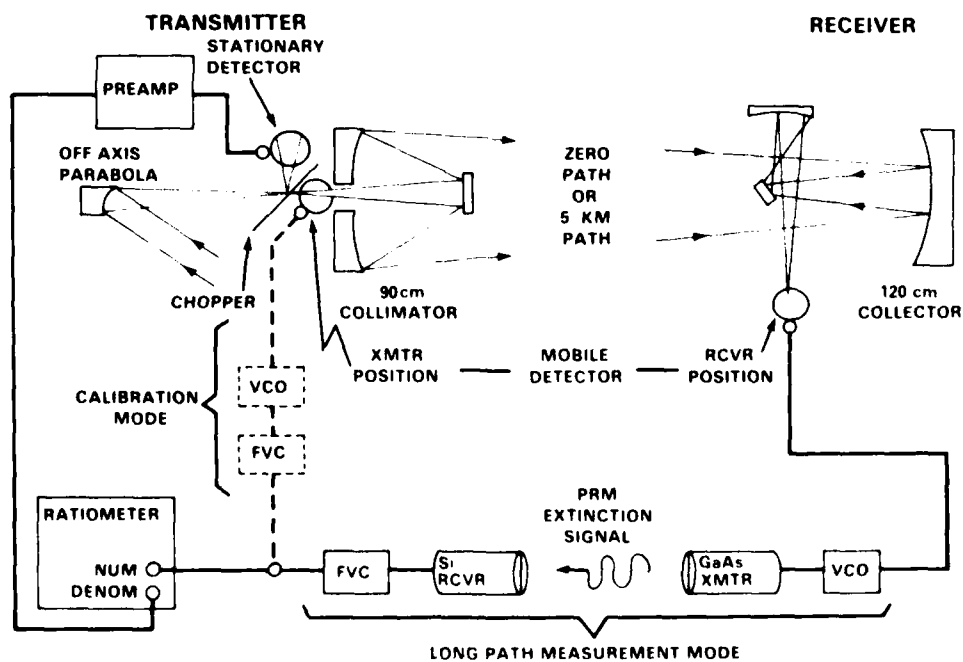 TRANSMITTER
STATIONARY
DETECTOR
RECEIVER
PREAMP
OFF AXIS
PARABOLA
ZERO
PATH
OR
5 KM
PATH
CHOPPER
90cm
COLLIMATOR
120 cm
COLLECTOR
XMTR
POSITION
MOBILE
DETECTOR
RCVR
POSITION
CALIBRATION
MODE
VCO
FVC
RATIOMETER
NUM
DENOM
FVC
Si
RCVR
PRM
EXTINCTION
SIGNAL
GaAs
XMTR
VCO
LONG PATH MEASUREMENT MODE